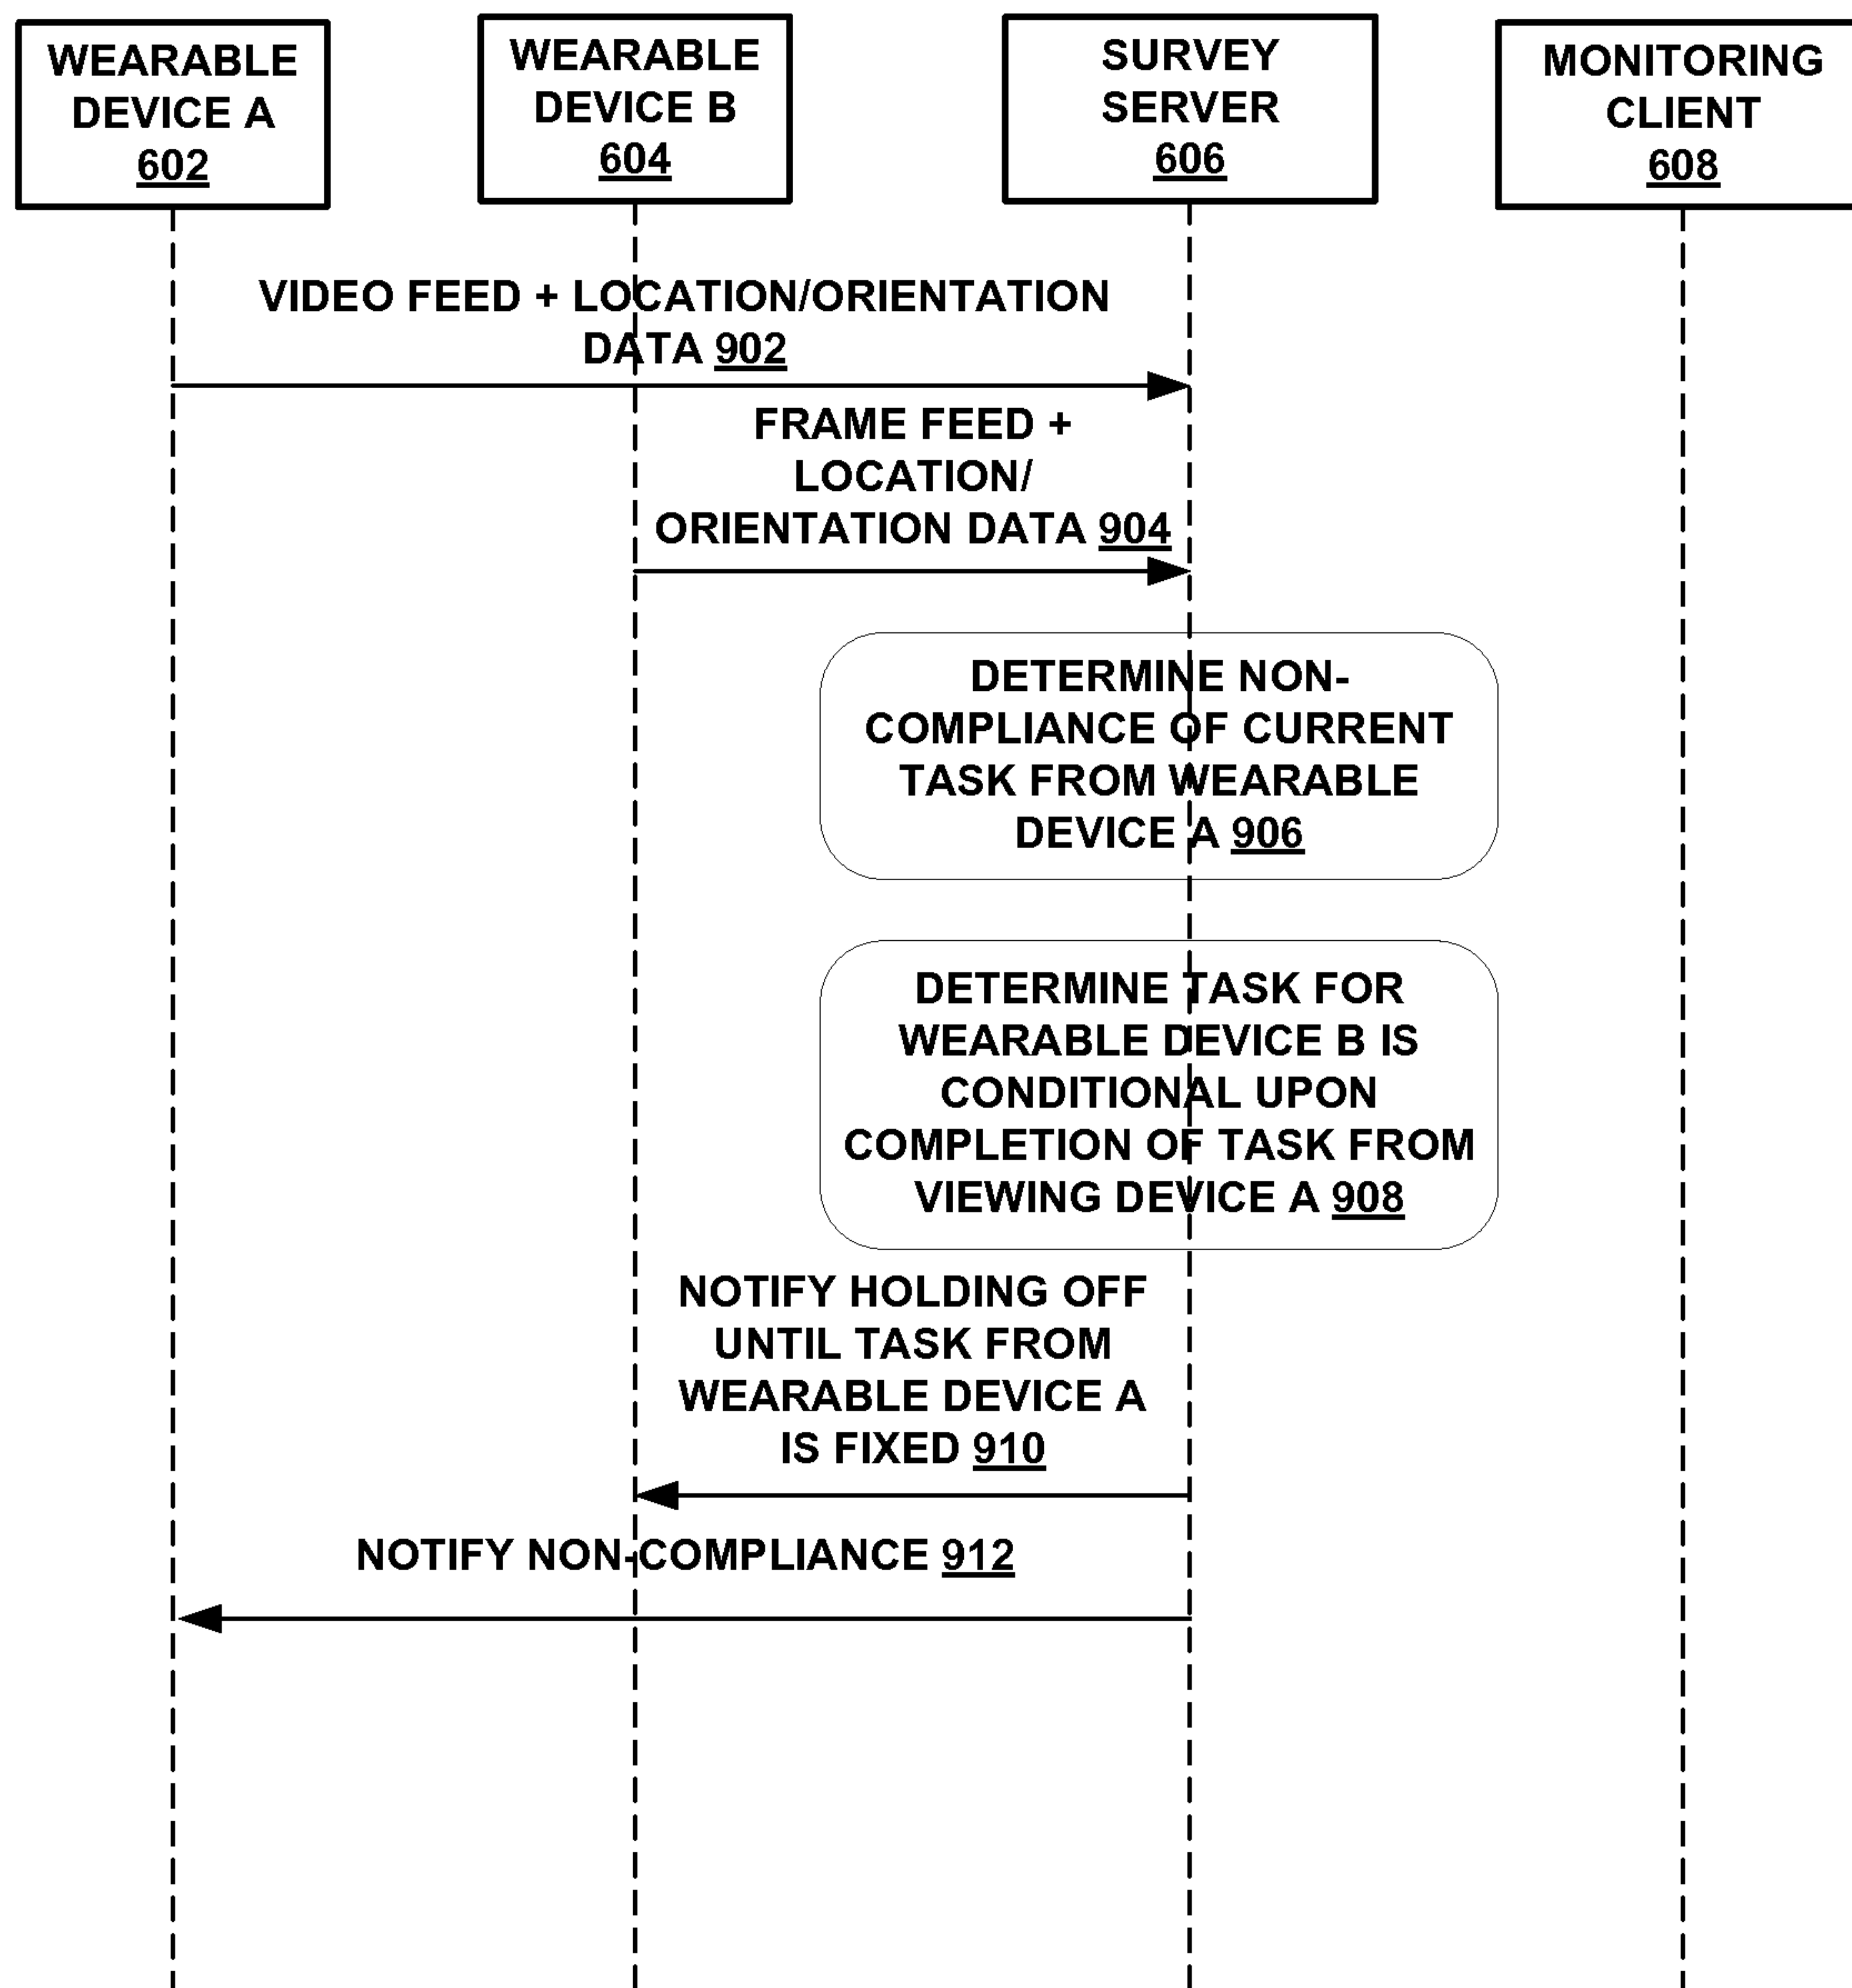 WEARABLE
DEVICE A
602
WEARABLE
DEVICE B
604
SURVEY
SERVER
606
MONITORING
CLIENT
608
VIDEO FEED + LOCATION/ORIENTATION
DATA 902
FRAME FEED +
LOCATION/
ORIENTATION DATA 904
DETERMINE NON-
COMPLIANCE OF CURRENT
TASK FROM WEARABLE
DEVICE A 906
DETERMINE TASK FOR
WEARABLE DEVICE B IS
CONDITIONAL UPON
COMPLETION OF TASK FROM
VIEWING DEVICE A 908
NOTIFY HOLDING OFF
UNTIL TASK FROM
WEARABLE DEVICE A
IS FIXED 910
NOTIFY NON-COMPLIANCE 912